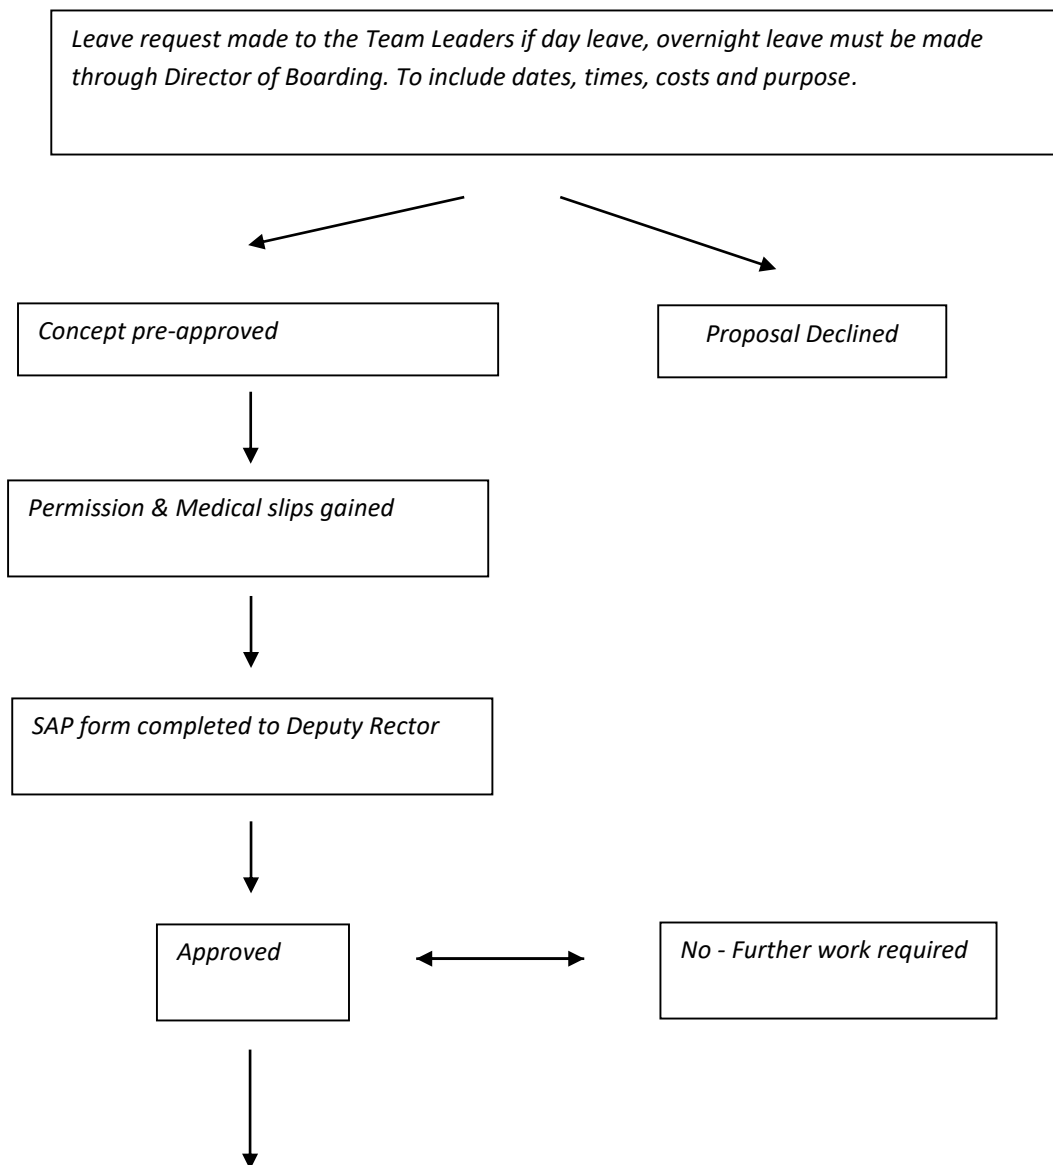 Leave request made to the Team Leaders if day leave, overnight leave must be made
through Director of Boarding. To include dates, times, costs and purpose.
Concept pre-approved
Proposal Declined
Permission & Medical slips gained
SAP form completed to Deputy Rector
Approved
No - Further work required